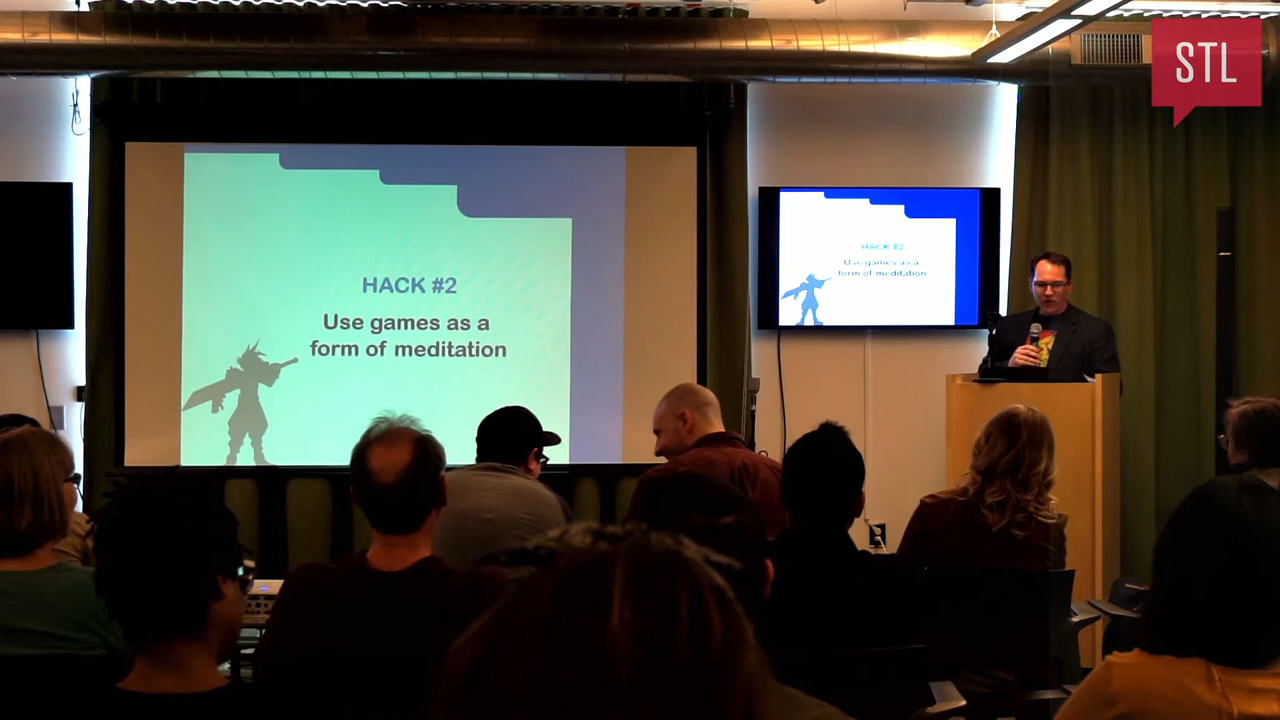 STL
HACK #2
Use games as a
form of meditation
HACK #2
Use games as a
form of meditation